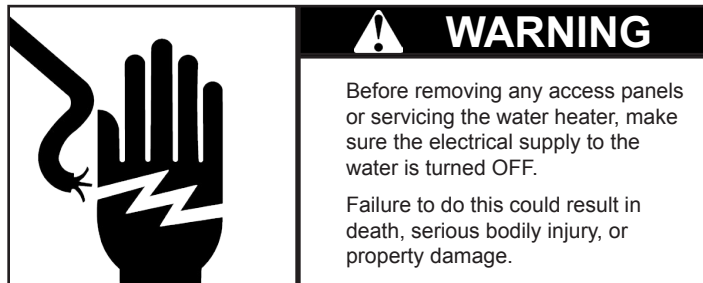 WARNING
Before removing any access panels
or servicing the water heater, make
sure the electrical supply to the
water is turned OFF.
Failure to do this could result in
death, serious bodily injury, or
property damage.